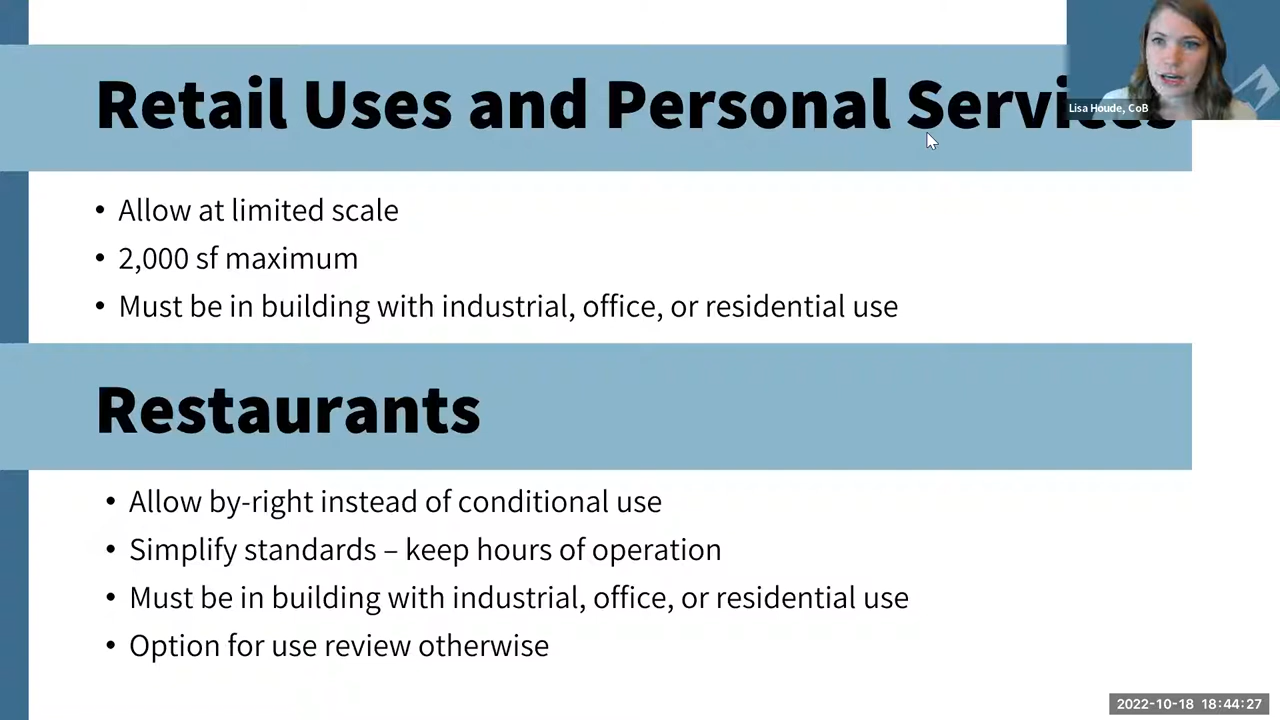 Retail Uses and Personal Services
Lisa Houde, CoB
• Allow at limited scale
• 2,000 sf maximum
• Must be in building with industrial, office, or residential use
Restaurants
• Allow by-right instead of conditional use
• Simplify standards – keep hours of operation
• Must be in building with industrial, office, or residential use
• Option for use review otherwise
2022-10-18 18:44:27